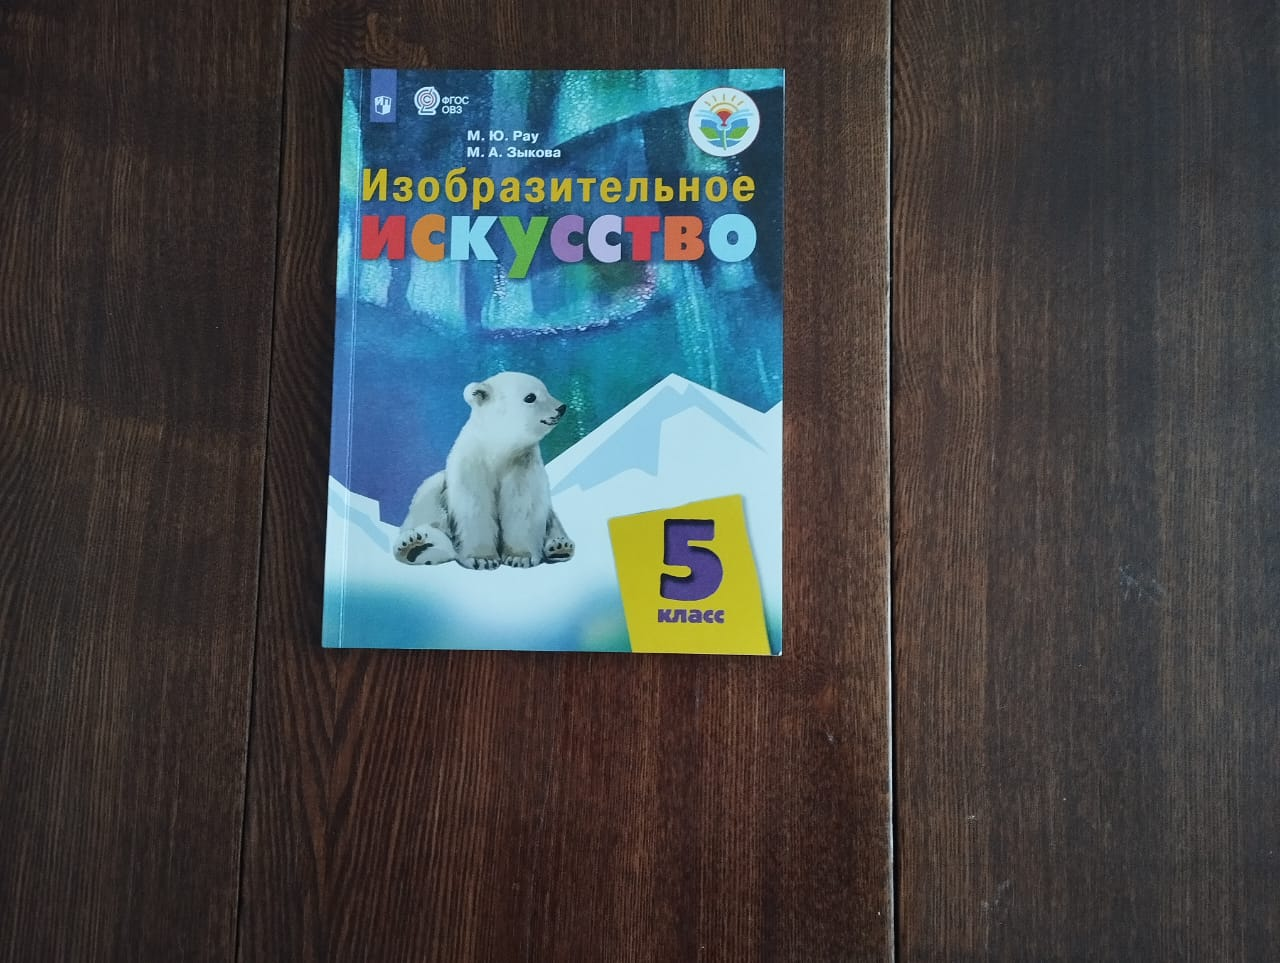 ФГОС
ОВЗ
М. Ю. Рау
М. А. Зыкова
Изобразительное
ИСКУССТВО
5
класс